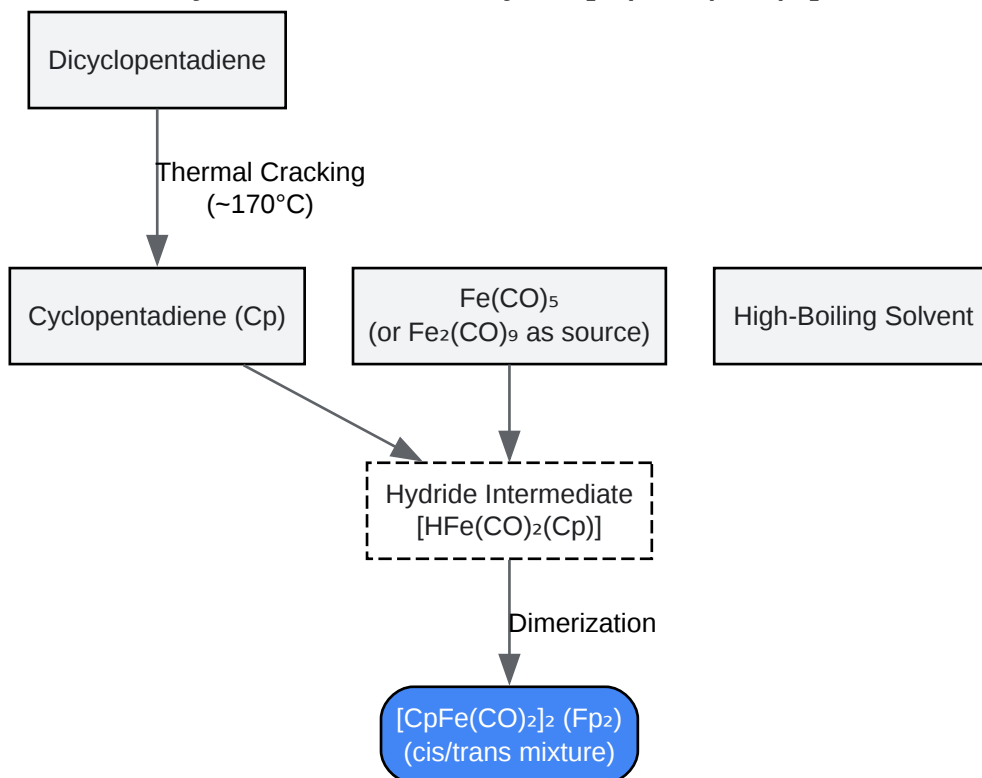 Dicyclopentadiene
Thermal Cracking
(~170°C)
Cyclopentadiene (Cp)
Fe(CO)₅
(or Fe₂(CO)₉ as source)
High-Boiling Solvent
Hydride Intermediate
[HFe(CO)₂(Cp)]
Dimerization
[CpFe(CO)₂]₂ (Fp₂)
(cis/trans mixture)